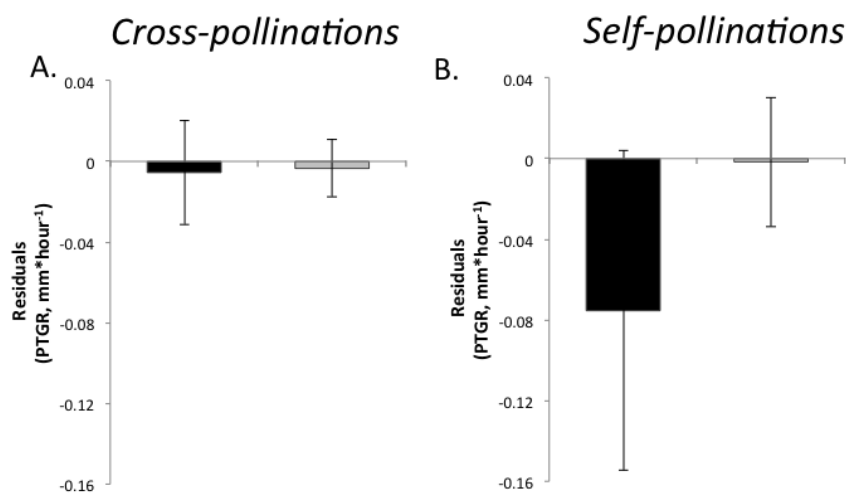 Cross-pollinations
Self-pollinations
A.
0.04
0
-0.04
-0.08
-0.12
-0.16
Residuals
(PTGR, mm*hour-1)
B.
0.04
0
-0.04
-0.08
-0.12
-0.16
Residuals
(PTGR, mm*hour-1)